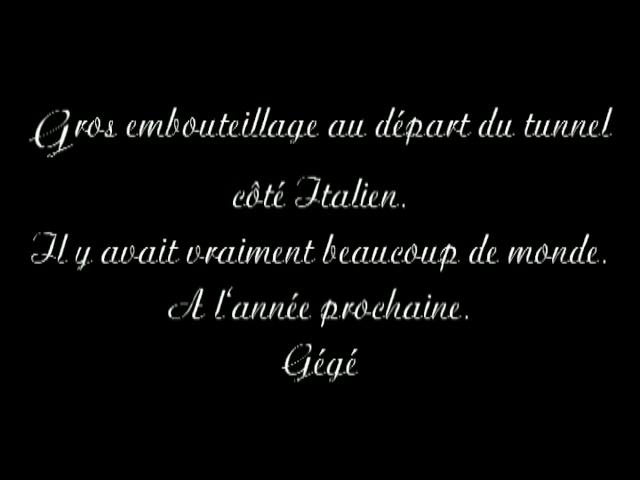 Gros embouteillage au départ du tunnel
côté Italien.
Il y avait vraiment beaucoup de monde.
A l'année prochaine.
Gégé